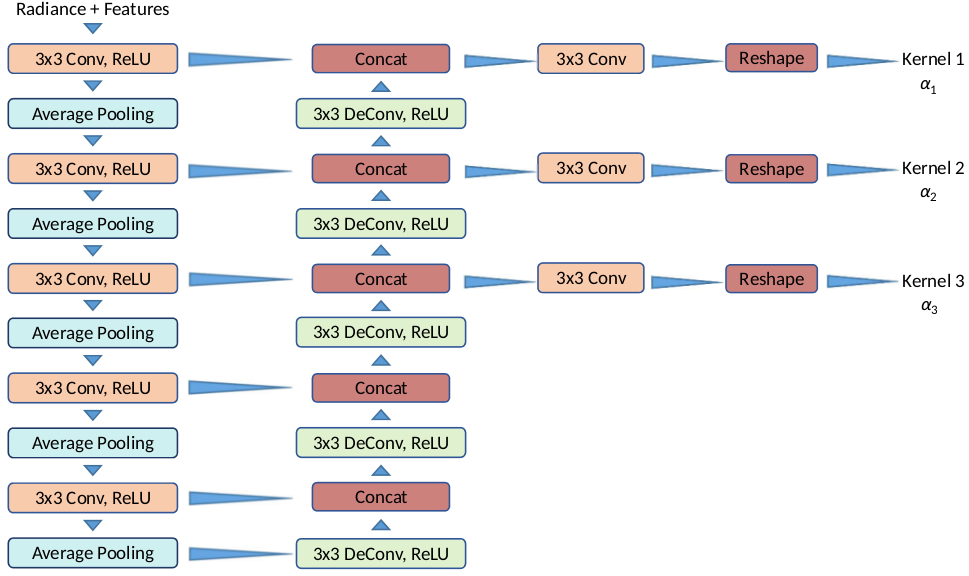 Radiance + Features
3x3 Conv, ReLU Concat 3x3 Conv Reshape Kernel 1
α1
Average Pooling 3x3 DeConv, ReLU
3x3 Conv, ReLU Concat 3x3 Conv Reshape Kernel 2
α2
Average Pooling 3x3 DeConv, ReLU
3x3 Conv, ReLU Concat 3x3 Conv Reshape Kernel 3
α3
Average Pooling 3x3 DeConv, ReLU
3x3 Conv, ReLU Concat
Average Pooling 3x3 DeConv, ReLU
3x3 Conv, ReLU Concat
Average Pooling 3x3 DeConv, ReLU